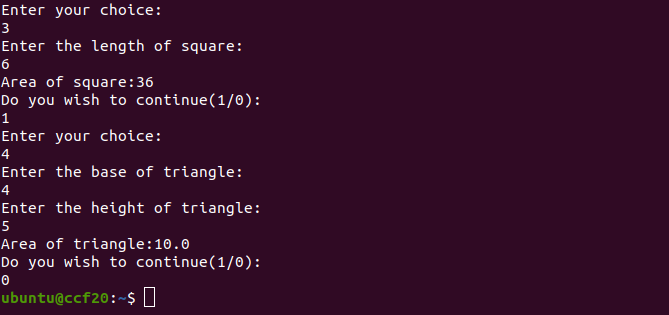 Enter your choice:
3
Enter the length of square:
6
Area of square:36
Do you wish to continue(1/0):
1
Enter your choice:
4
Enter the base of triangle:
4
Enter the height of triangle:
5
Area of triangle:10.0
Do you wish to continue(1/0):
0
ubuntu@ccf20:~$